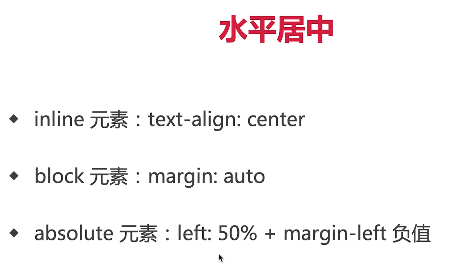 水平居中
inline 元素：text-align: center
block 元素：margin: auto
absolute 元素：left: 50% + margin-left 负值